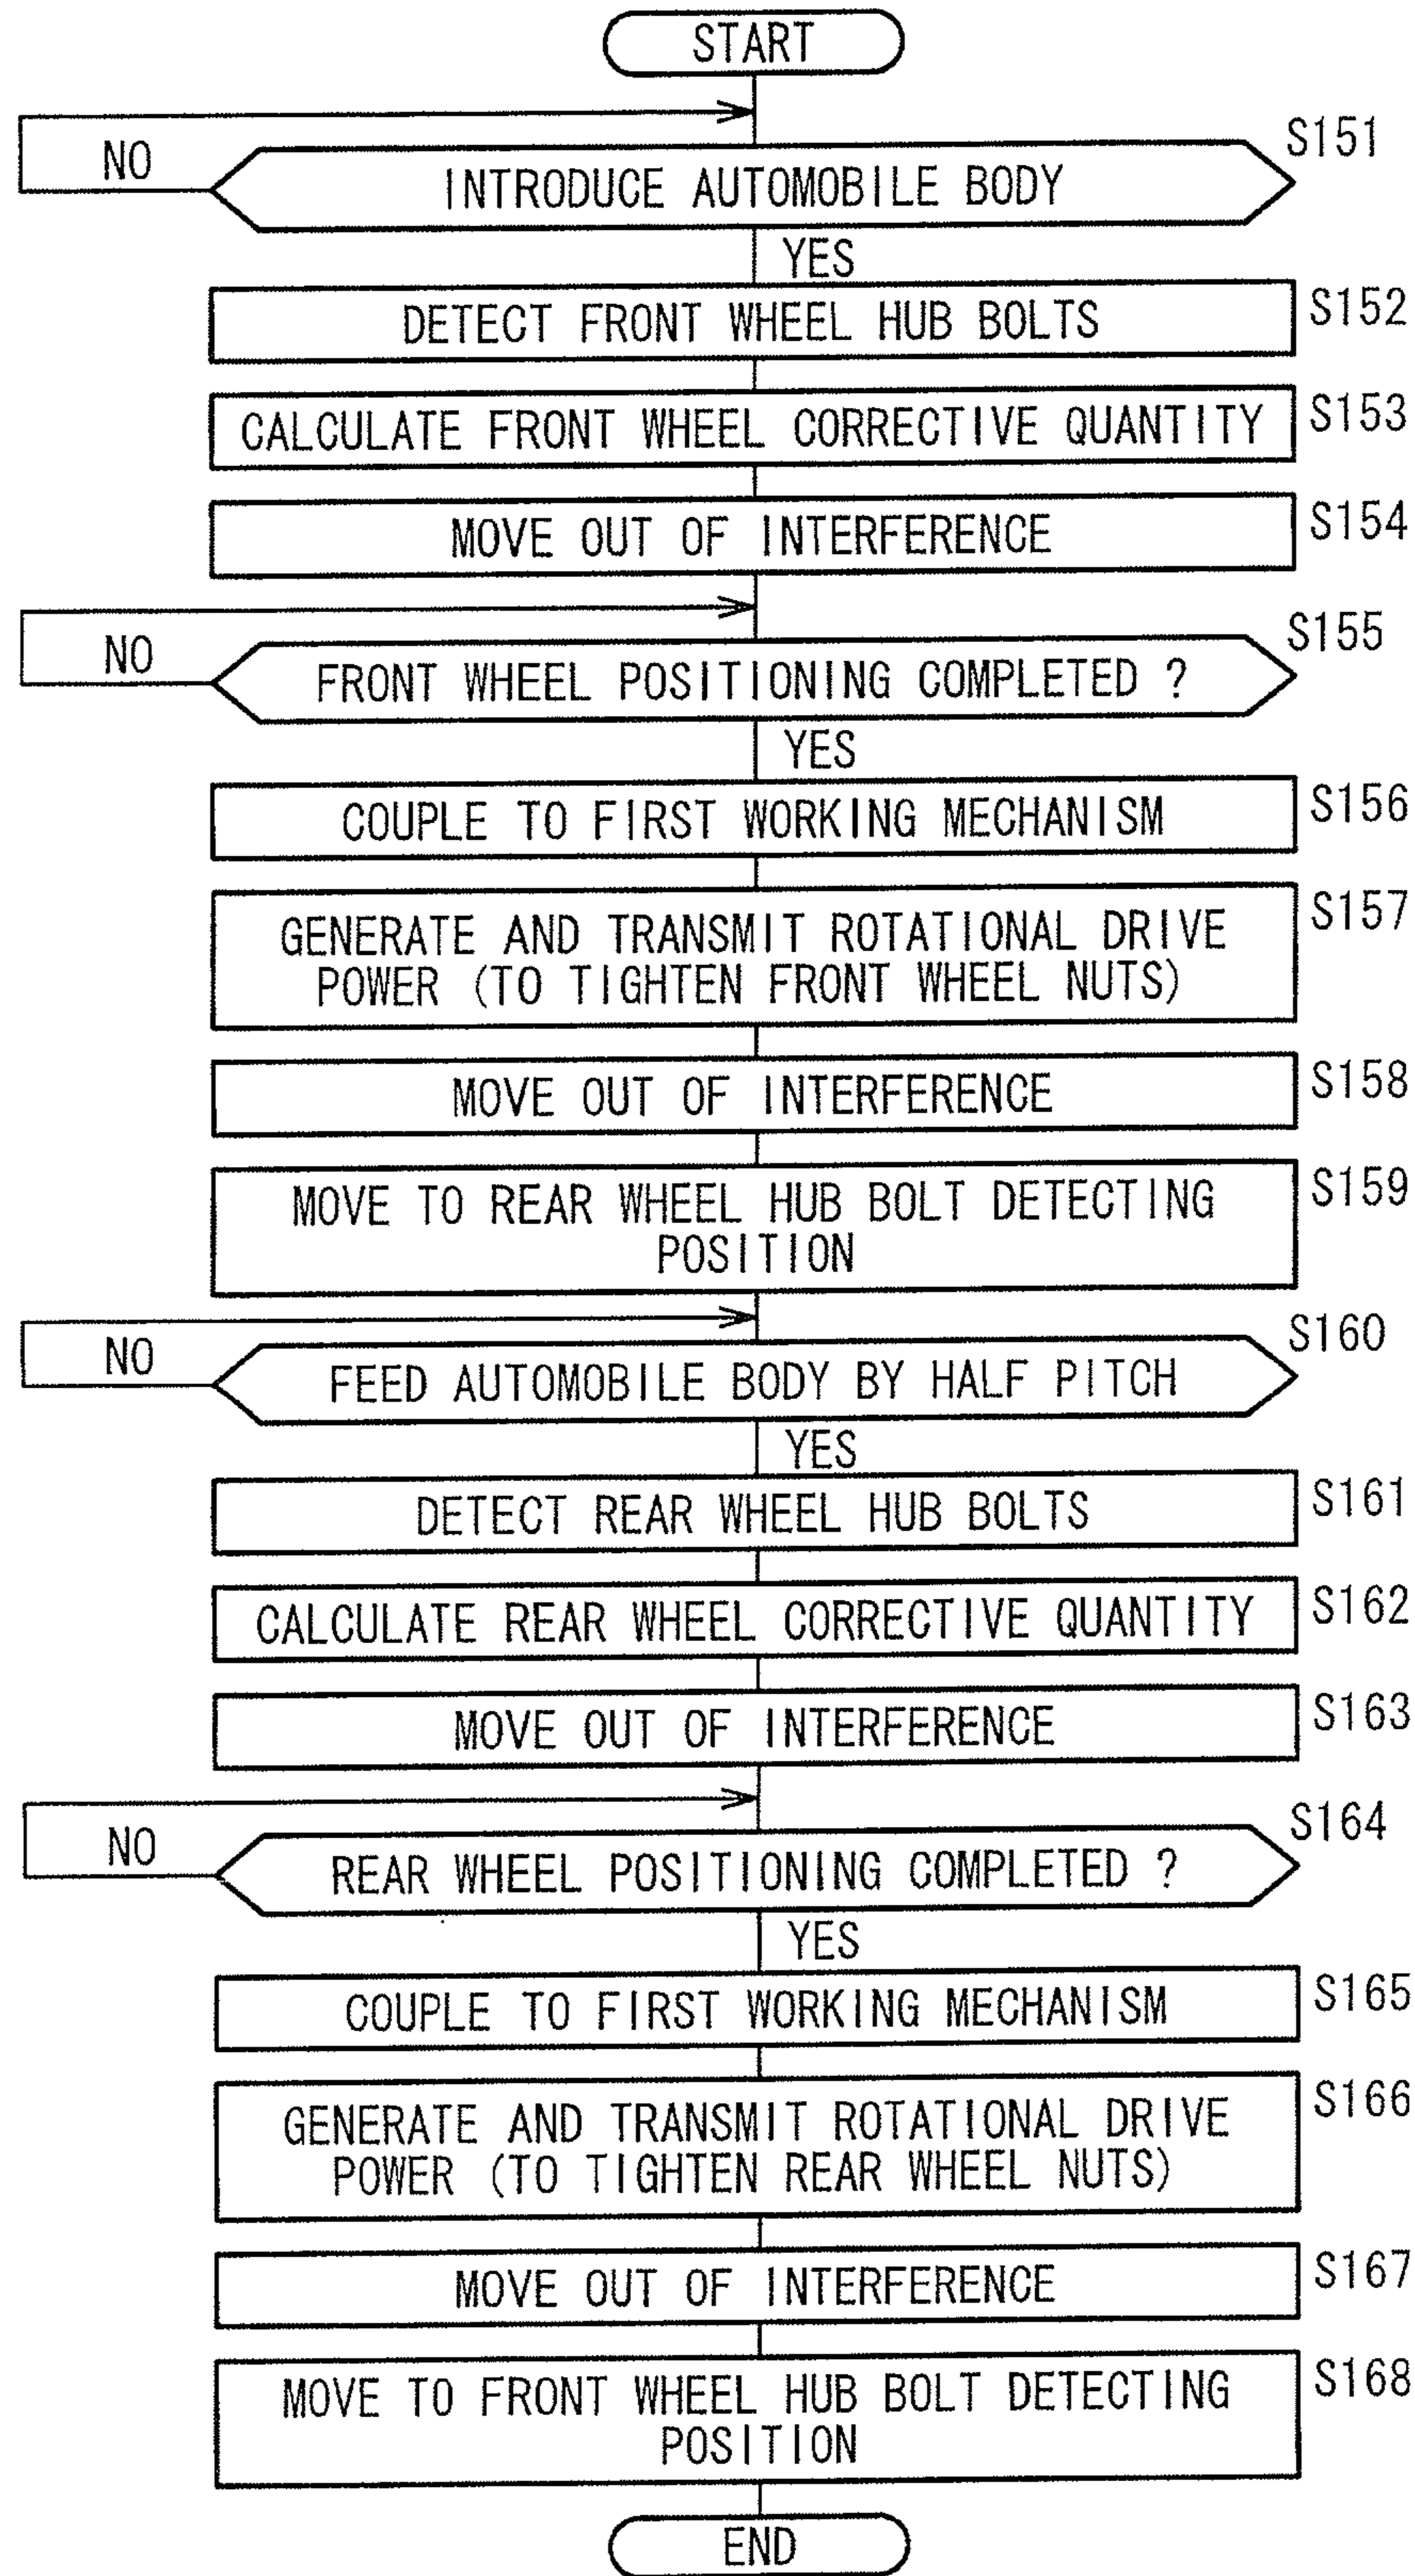 START
NO
S151
INTRODUCE AUTOMOBILE BODY
YES
DETECT FRONT WHEEL HUB BOLTS
S152
CALCULATE FRONT WHEEL CORRECTIVE QUANTITY
S153
MOVE OUT OF INTERFERENCE
S154
NO
S155
FRONT WHEEL POSITIONING COMPLETED ?
YES
COUPLE TO FIRST WORKING MECHANISM
S156
GENERATE AND TRANSMIT ROTATIONAL DRIVE
POWER (TO TIGHTEN FRONT WHEEL NUTS)
S157
MOVE OUT OF INTERFERENCE
S158
MOVE TO REAR WHEEL HUB BOLT DETECTING
POSITION
S159
NO
S160
FEED AUTOMOBILE BODY BY HALF PITCH
YES
DETECT REAR WHEEL HUB BOLTS
S161
CALCULATE REAR WHEEL CORRECTIVE QUANTITY
S162
MOVE OUT OF INTERFERENCE
S163
NO
S164
REAR WHEEL POSITIONING COMPLETED ?
YES
COUPLE TO FIRST WORKING MECHANISM
S165
GENERATE AND TRANSMIT ROTATIONAL DRIVE
POWER (TO TIGHTEN REAR WHEEL NUTS)
S166
MOVE OUT OF INTERFERENCE
S167
MOVE TO FRONT WHEEL HUB BOLT DETECTING
POSITION
S168
END